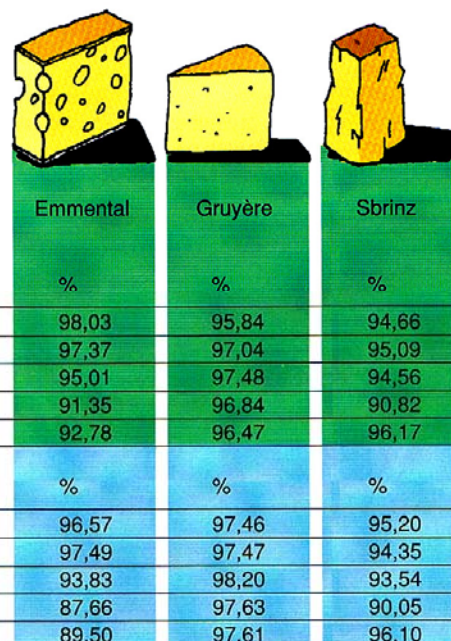 Emmental Gruyère Sbrinz
% % %
98,03 95,84 94,66
97,37 97,04 95,09
95,01 97,48 94,56
91,35 96,84 90,82
92,78 96,47 96,17
% % %
96,57 97,46 95,20
97,49 97,47 94,35
93,83 98,20 93,54
87,66 97,63 90,05
89,50 97,61 96,10